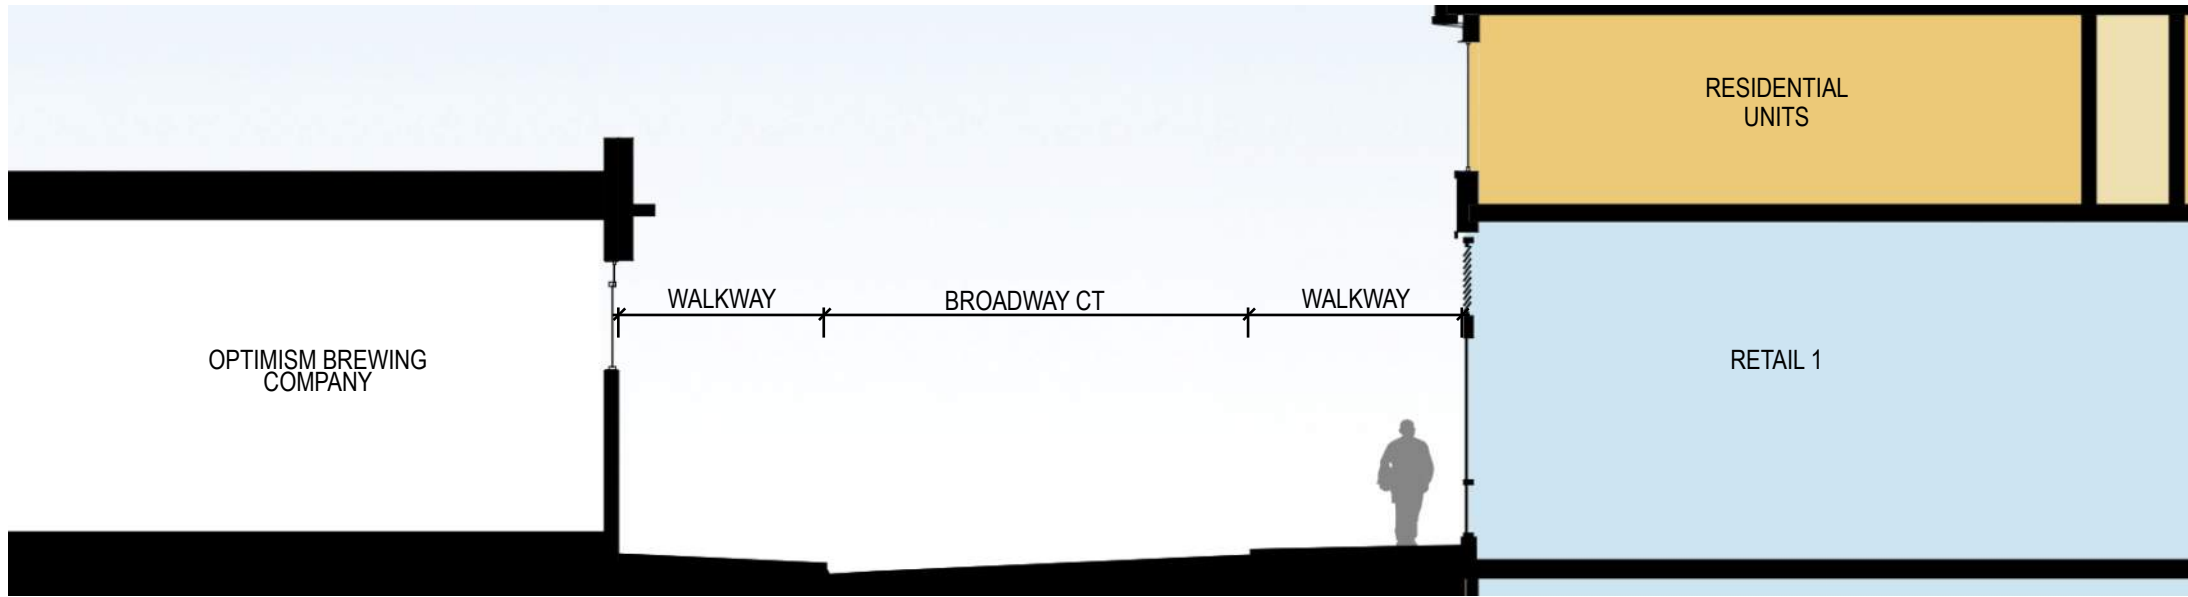 RESIDENTIAL
UNITS
WALKWAY
BROADWAY CT
WALKWAY
OPTIMISM BREWING
COMPANY
RETAIL 1